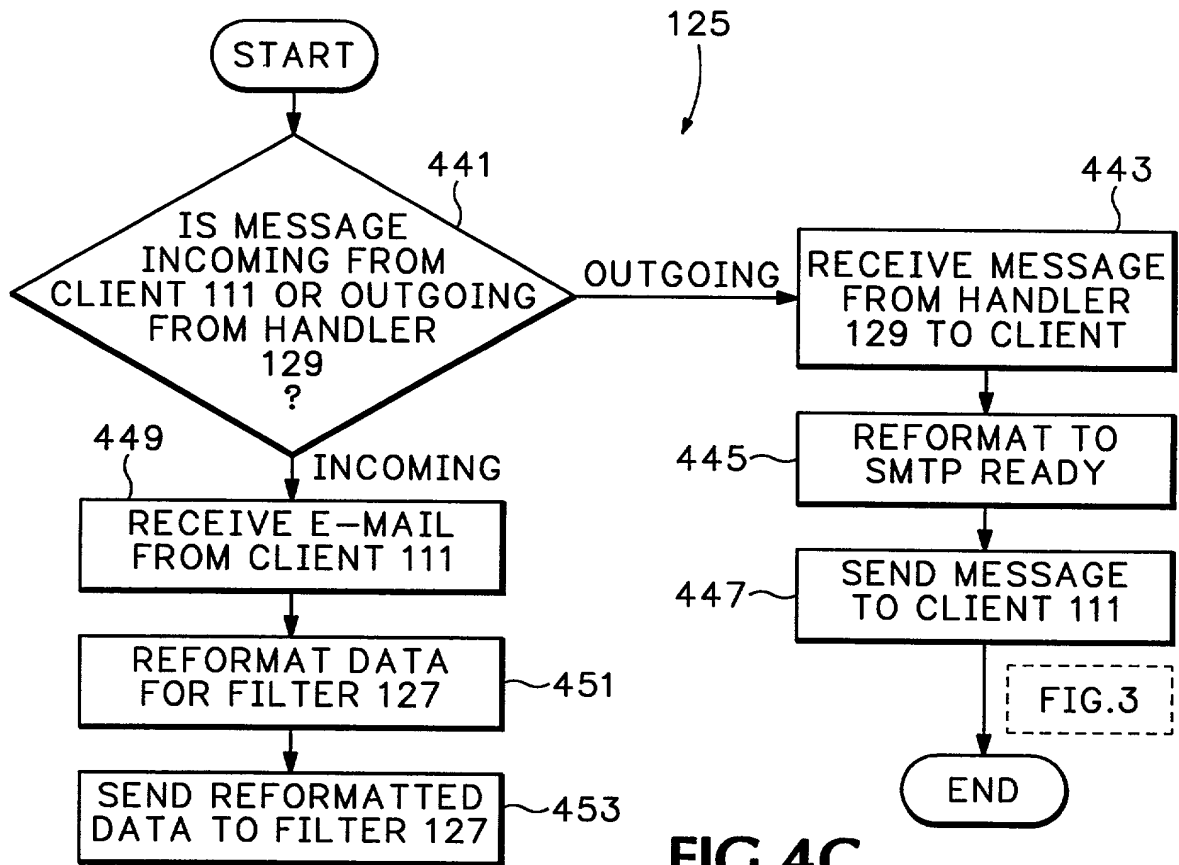 START
125
441
IS MESSAGE
INCOMING FROM
CLIENT 111 OR OUTGOING
FROM HANDLER
129
?
OUTGOING
443
RECEIVE MESSAGE
FROM HANDLER
129 TO CLIENT
445
REFORMAT TO
SMTP READY
447
SEND MESSAGE
TO CLIENT 111
FIG.3
END
INCOMING
449
RECEIVE E-MAIL
FROM CLIENT 111
REFORMAT DATA
FOR FILTER 127
451
SEND REFORMATTED
DATA TO FILTER 127
453
FIG.4C